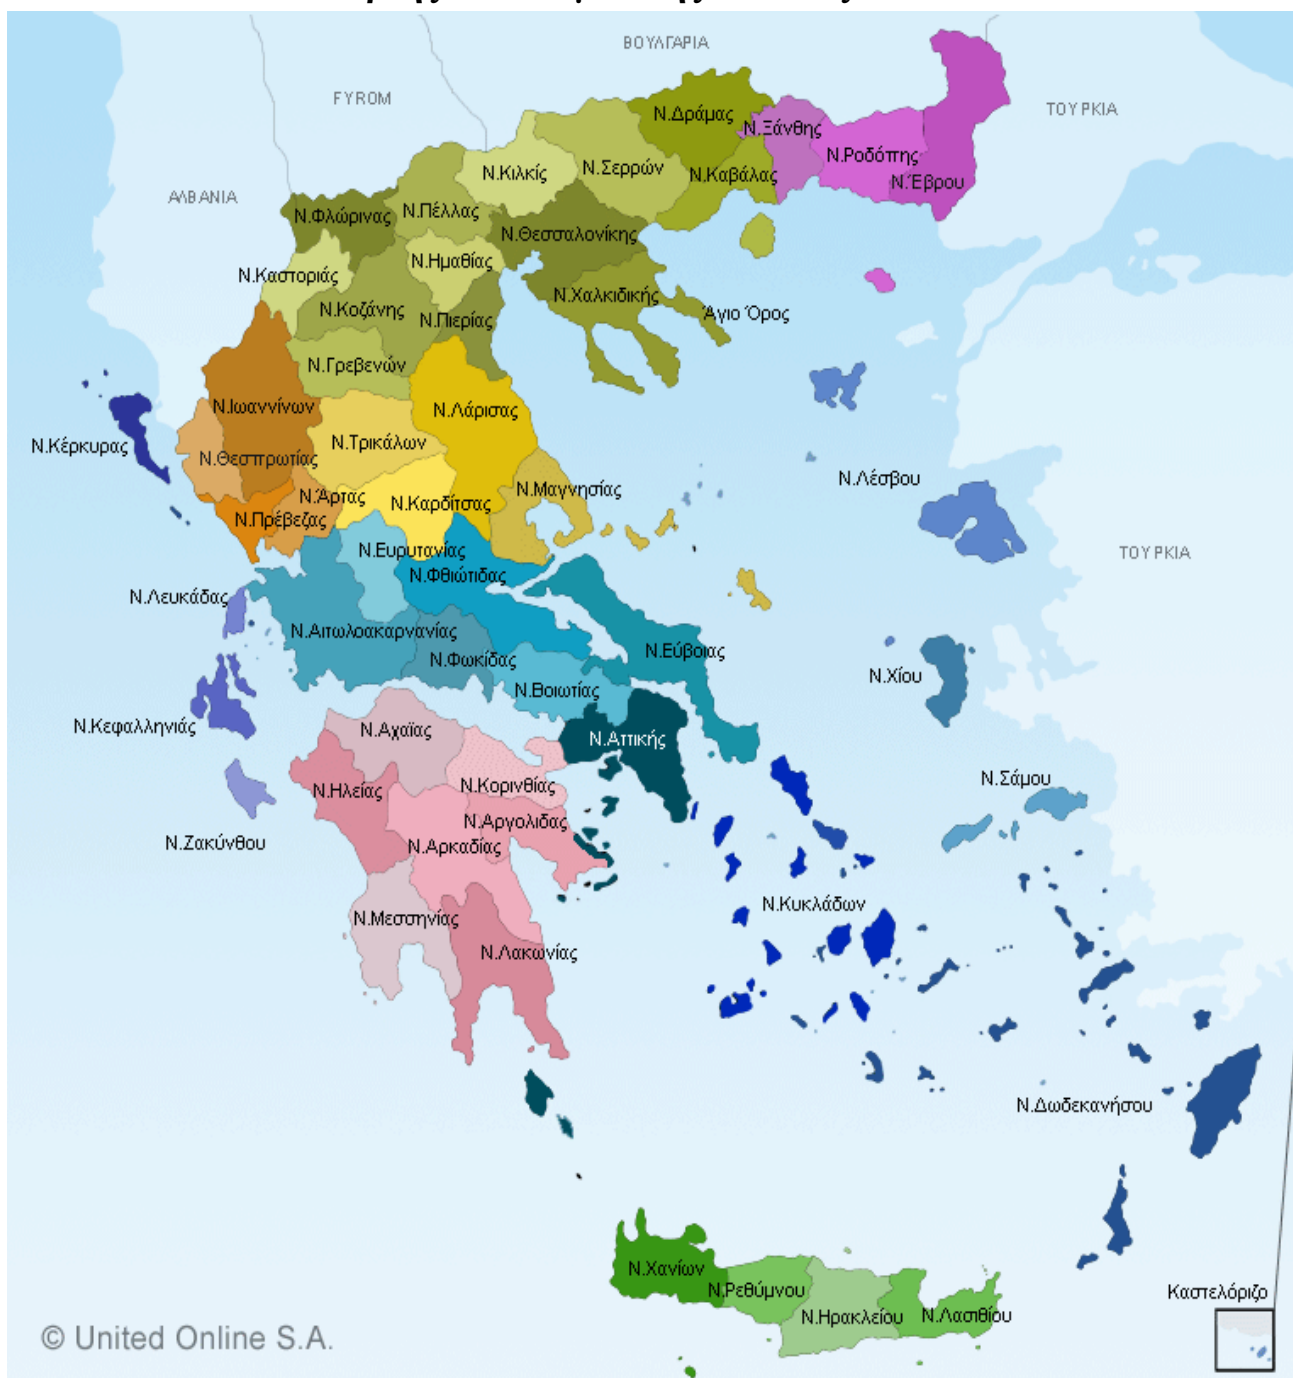 ΒΟΥΛΓΑΡΙΑ
FYROM
ΤΟΥΡΚΙΑ
ΑΛΒΑΝΙΑ
Ν.Δράμας
Ν.Ξάνθης
Ν.Ροδόπης
Ν.Έβρου
Ν.Κιλκίς
Ν.Σερρών
Ν.Καβάλας
Ν.Φλώρινας
Ν.Πέλλας
Ν.Θεσσαλονίκης
Ν.Καστοριάς
Ν.Ημαθίας
Ν.Κοζάνης
Ν.Πιερίας
Ν.Χαλκιδικής
Άγιο Όρος
Ν.Γρεβενών
Ν.Ιωαννίνων
Ν.Λάρισας
Ν.Κέρκυρας
Ν.Θεσπρωτίας
Ν.Τρικάλων
Ν.Λέσβου
Ν.Άρτας
Ν.Καρδίτσας
Ν.Μαγνησίας
Ν.Πρέβεζας
Ν.Ευρυτανίας
ΤΟΥΡΚΙΑ
Ν.Φθιώτιδας
Ν.Λευκάδας
Ν.Αιτωλοακαρνανίας
Ν.Φωκίδας
Ν.Εύβοιας
Ν.Βοιωτίας
Ν.Χίου
Ν.Κεφαλληνιάς
Ν.Αχαϊας
Ν.Αττικής
Ν.Ηλείας
Ν.Κορινθίας
Ν.Σάμου
Ν.Αργολιδας
Ν.Ζακύνθου
Ν.Αρκαδίας
Ν.Κυκλάδων
Ν.Μεσσηνίας
Ν.Λακωνίας
Ν.Δωδεκανήσου
Ν.Χανίων
Ν.Ρεθύμνου
Ν.Ηρακλείου
Ν.Λασιθίου
Καστελόριζο
© United Online S.A.